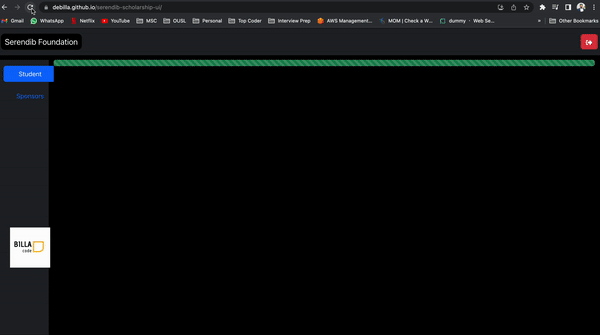 debilla.github.io/serendib-scholarship-ui/
Gmail WhatsApp Netflix YouTube MSC OUSL Personal Top Coder Interview Prep AWS Management... MOM | Check a W... dummy - Web Se... » Other Bookmarks
Serendib Foundation
Student
Sponsors
BILLA
code